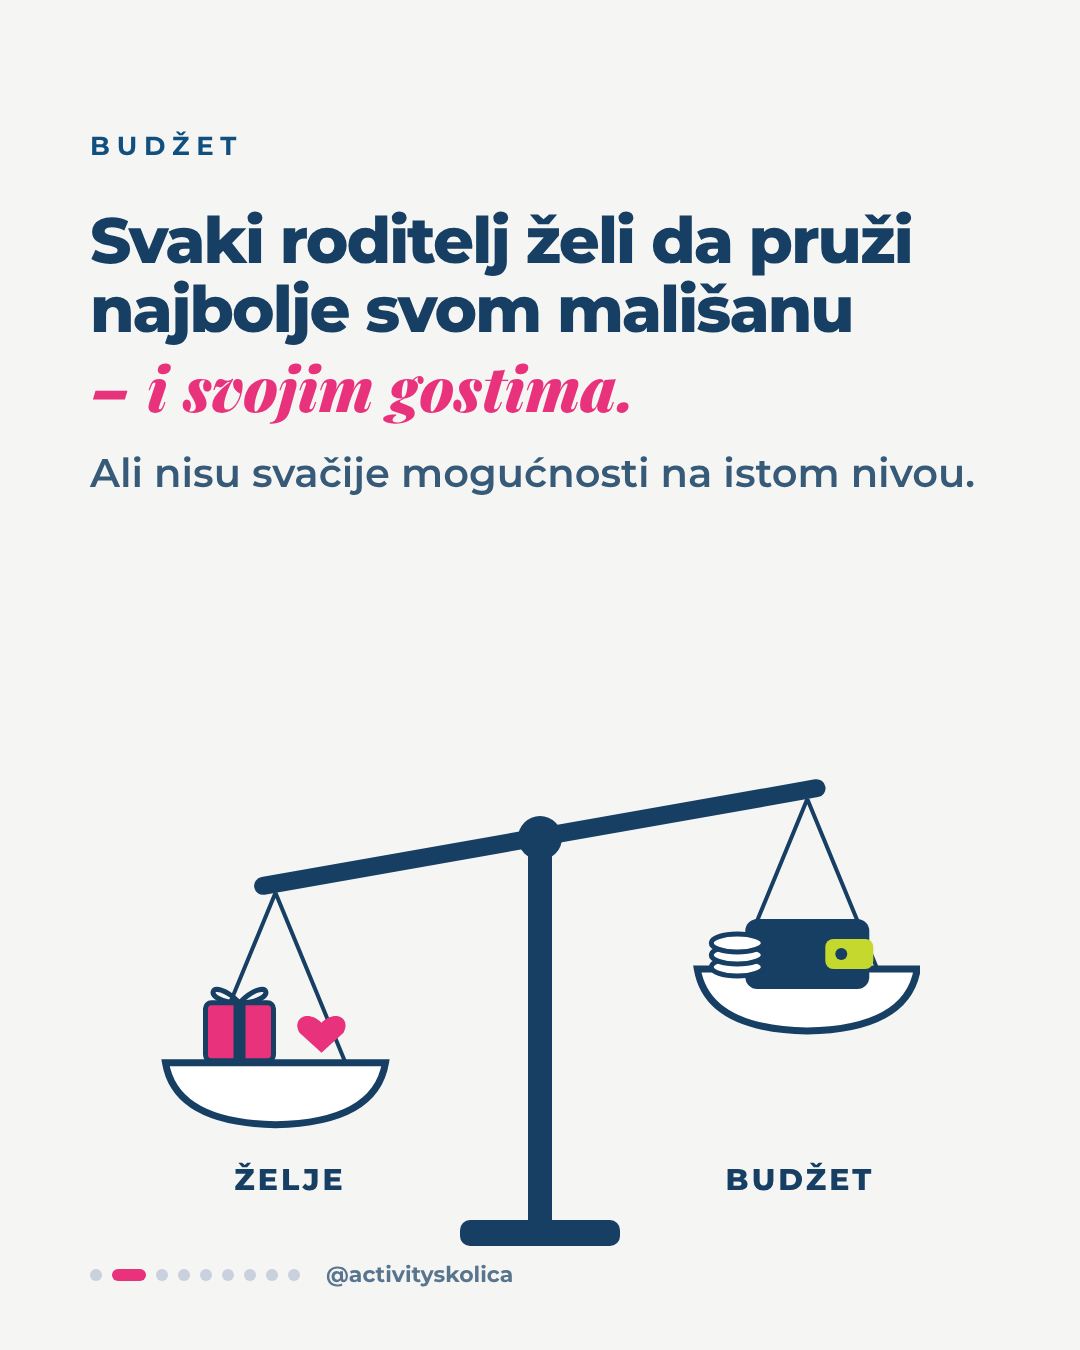 BUDŽET
Svaki roditelj želi da pruži
najbolje svom mališanu
– i svojim gostima.
Ali nisu svačije mogućnosti na istom nivou.
ŽELJE
BUDŽET
@activityskolica